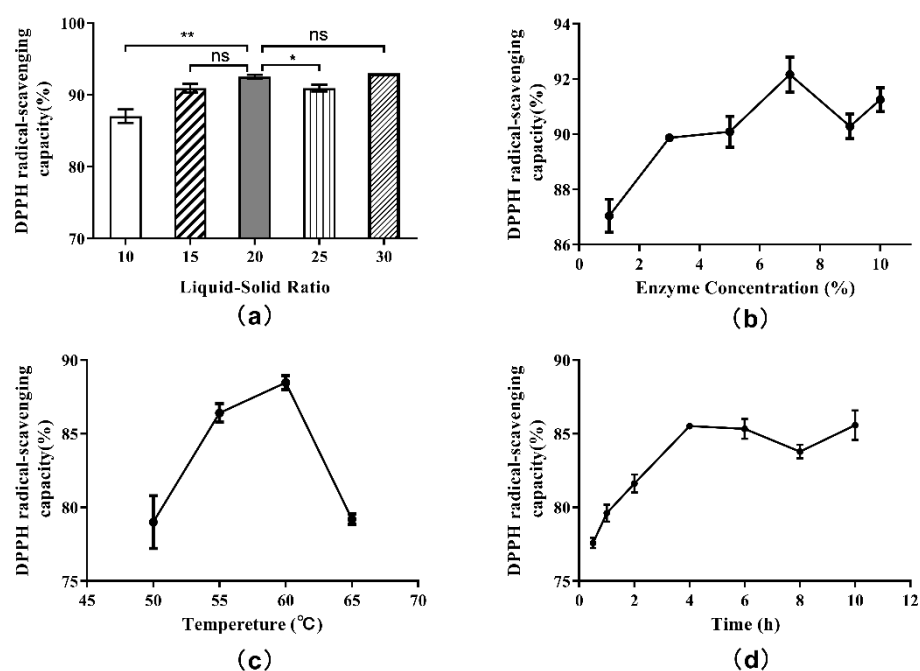 100
90
80
70
**
ns
ns
*
10 15 20 25 30
DPPH radical-scavenging
capacity(%)
Liquid-Solid Ratio
(a)
94
92
90
88
86
0 2 4 6 8 10
DPPH radical-scavenging
capacity(%)
Enzyme Concentration (%)
(b)
90
85
80
75
45 50 55 60 65 70
DPPH radical-scavenging
capacity(%)
Tempereture (℃)
(c)
90
85
80
75
0 2 4 6 8 10 12
DPPH radical-scavenging
capacity(%)
Time (h)
(d)